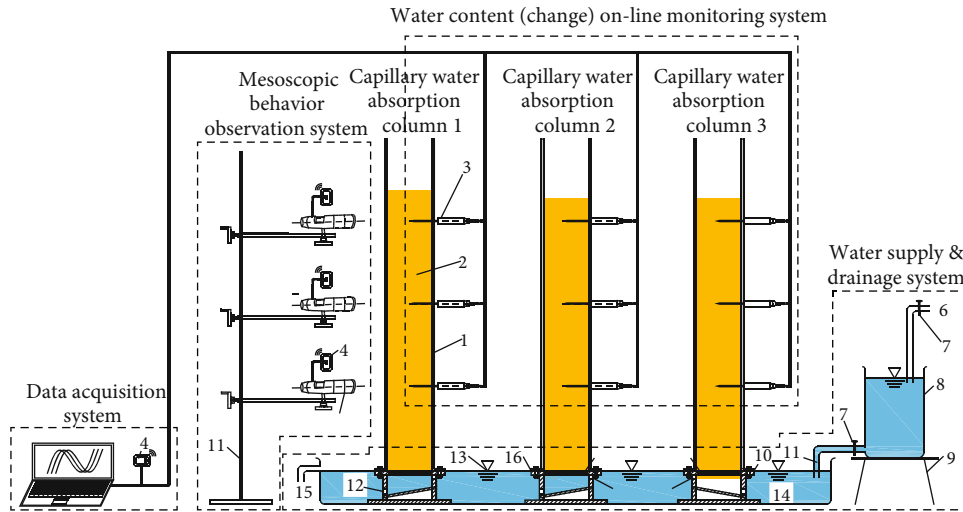 Water content (change) on-line monitoring system
Mesoscopic
behavior
observation system
Capillary water
absorption
column 1
Capillary water
absorption
column 2
Capillary water
absorption
column 3
3
2
1
4
Water supply &
drainage system
6
7
8
7
9
Data acquisition
system
4
11
15
12
13
16
10
11
14